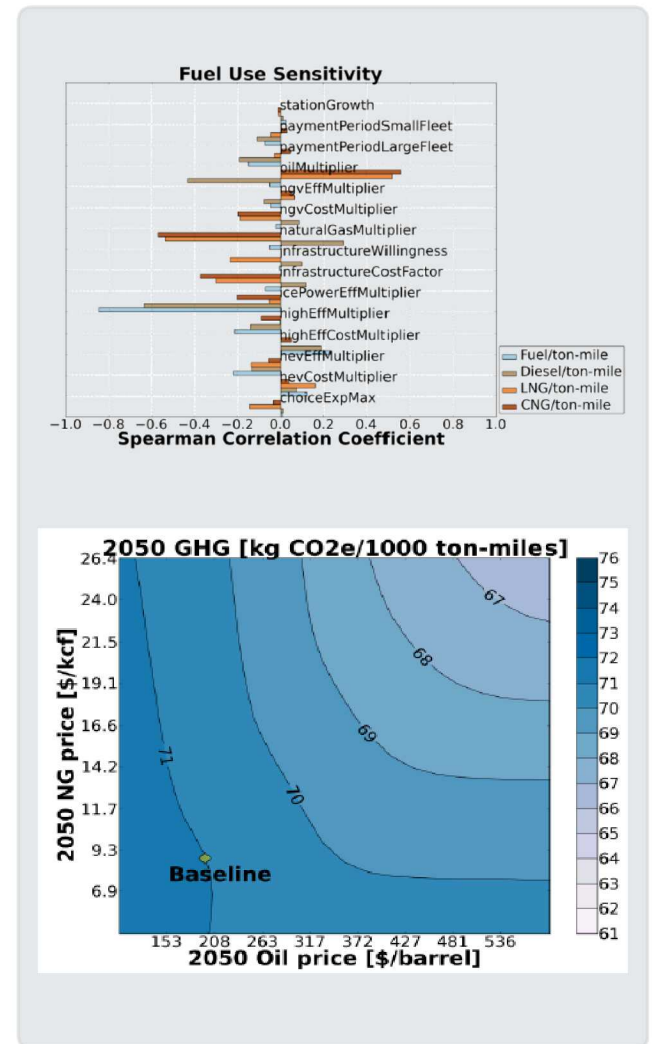 Fuel Use Sensitivity
stationGrowth
paymentPeriodSmallFleet
paymentPeriodLargeFleet
oilMultiplier
ngvEffMultiplier
ngvCostMultiplier
naturalGasMultiplier
infrastructureWillingness
infrastructureCostFactor
icePowerEffMultiplier
highEffMultiplier
highEffCostMultiplier
hevEffMultiplier
hevCostMultiplier
choiceExpMax
Fuel/ton-mile
Diesel/ton-mile
LNG/ton-mile
CNG/ton-mile
−1.0 −0.8 −0.6 −0.4 −0.2 0.0 0.2 0.4 0.6 0.8 1.0
Spearman Correlation Coefficient
2050 GHG [kg CO2e/1000 ton-miles]
2050 NG price [$/kcf]
26.4
24.0
21.5
19.1
16.6
14.2
11.7
9.3
6.9
67
68
69
71
70
Baseline
153 208 263 317 372 427 481 536
2050 Oil price [$/barrel]
76
75
74
73
72
71
70
69
68
67
66
65
64
63
62
61